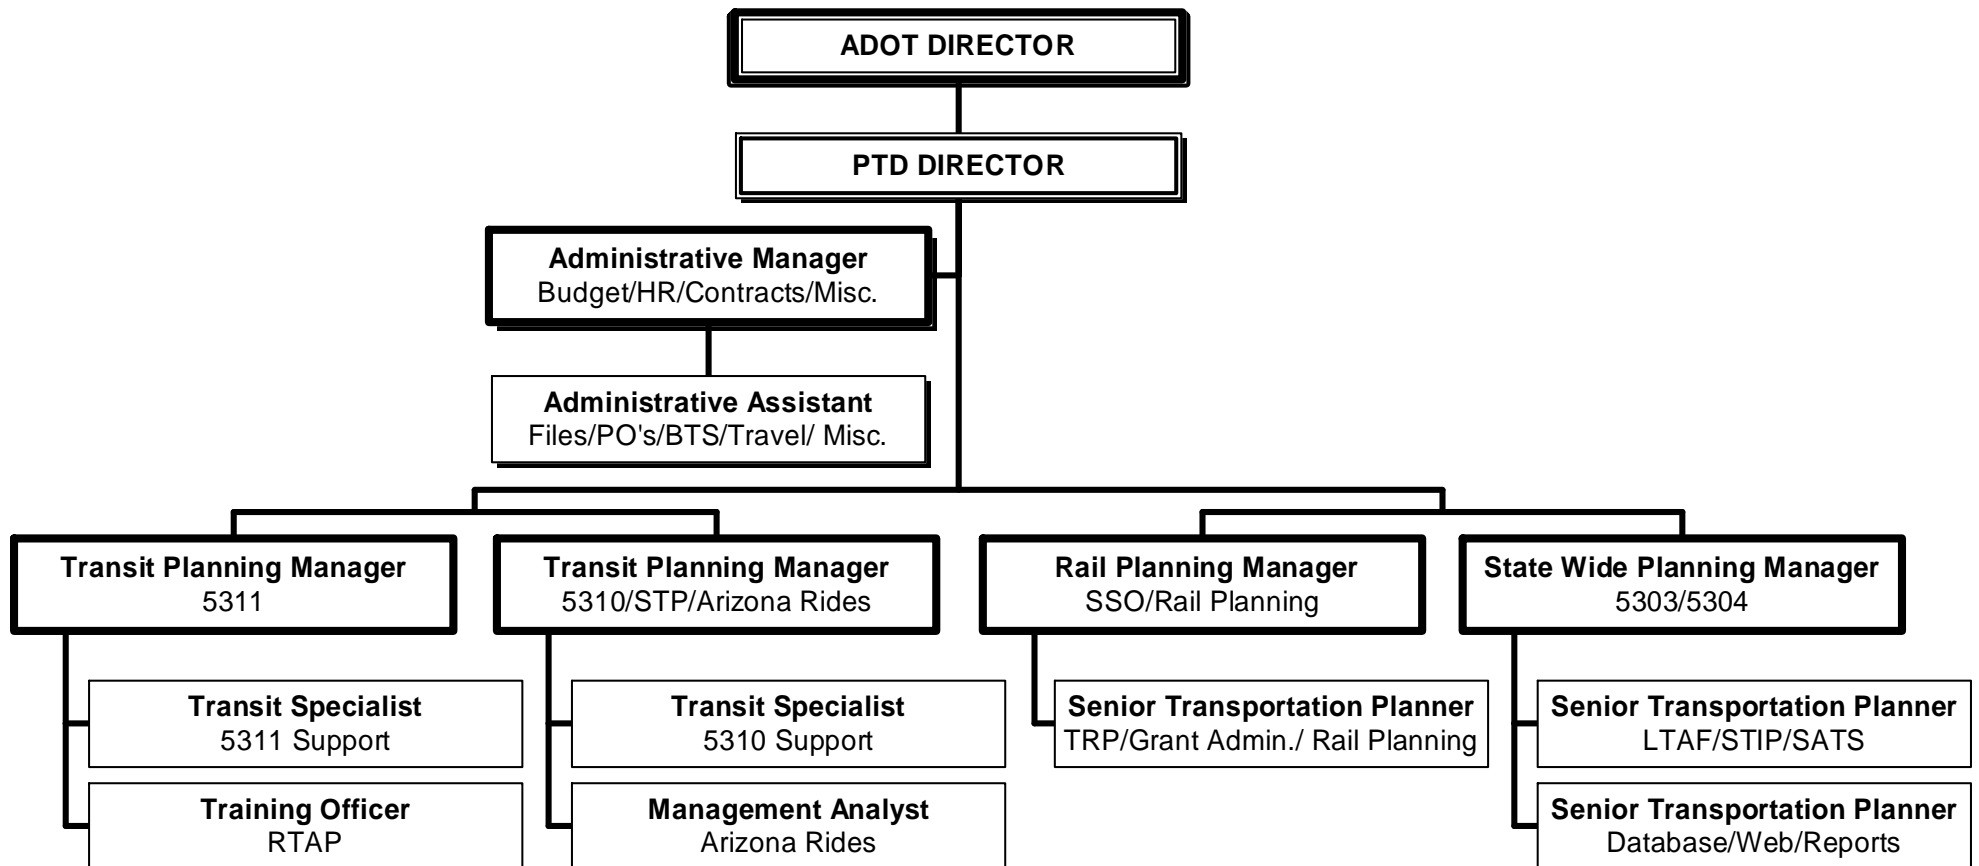 ADOT DIRECTOR
PTD DIRECTOR
Administrative Manager
Budget/HR/Contracts/Misc.
Administrative Assistant
Files/PO's/BTS/Travel/ Misc.
Transit Planning Manager
5311
Transit Planning Manager
5310/STP/Arizona Rides
Rail Planning Manager
SSO/Rail Planning
State Wide Planning Manager
5303/5304
Transit Specialist
5311 Support
Transit Specialist
5310 Support
Senior Transportation Planner
TRP/Grant Admin./ Rail Planning
Senior Transportation Planner
LTAF/STIP/SATS
Training Officer
RTAP
Management Analyst
Arizona Rides
Senior Transportation Planner
Database/Web/Reports